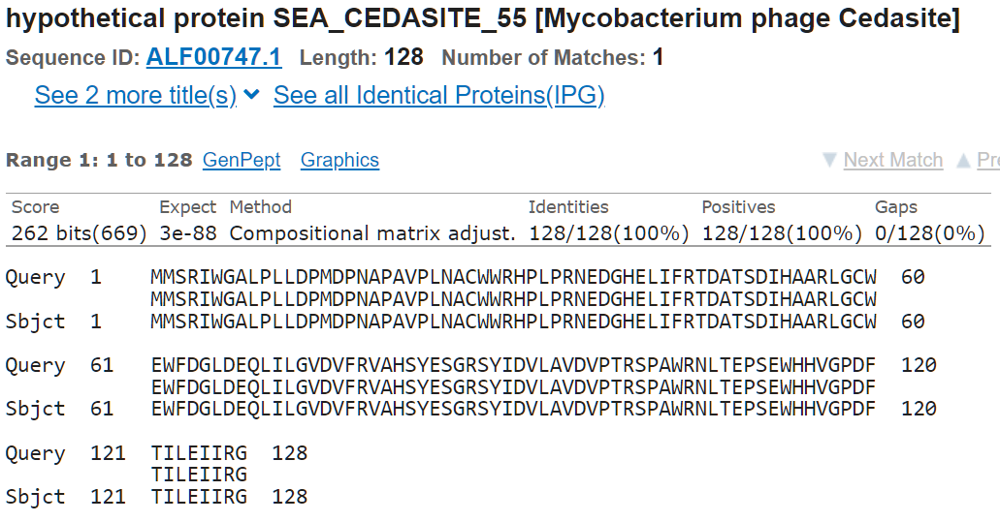 hypothetical protein SEA_CEDASITE_55 [Mycobacterium phage Cedasite]
Sequence ID: ALF00747.1 Length: 128 Number of Matches: 1
See 2 more title(s) See all Identical Proteins(IPG)
Range 1: 1 to 128 GenPept Graphics ▼ Next Match ▲ Pre
Score Expect Method Identities Positives Gaps
262 bits(669) 3e-88 Compositional matrix adjust. 128/128(100%) 128/128(100%) 0/128(0%)
Query 1 MMSRIWGALPLLDPMDPNAPAVPLNACWWRHPLPRNEDGHELIFRTDATSDIHAARLGCW 60
MMSRIWGALPLLDPMDPNAPAVPLNACWWRHPLPRNEDGHELIFRTDATSDIHAARLGCW
Sbjct 1 MMSRIWGALPLLDPMDPNAPAVPLNACWWRHPLPRNEDGHELIFRTDATSDIHAARLGCW 60
Query 61 EWFDGLDEQLILGVDVFRVAHSYESGRSYIDVLAVDVPTRSPAWRNLTEPSEWHHVGPDF 120
EWFDGLDEQLILGVDVFRVAHSYESGRSYIDVLAVDVPTRSPAWRNLTEPSEWHHVGPDF
Sbjct 61 EWFDGLDEQLILGVDVFRVAHSYESGRSYIDVLAVDVPTRSPAWRNLTEPSEWHHVGPDF 120
Query 121 TILEIIRG 128
TILEIIRG
Sbjct 121 TILEIIRG 128